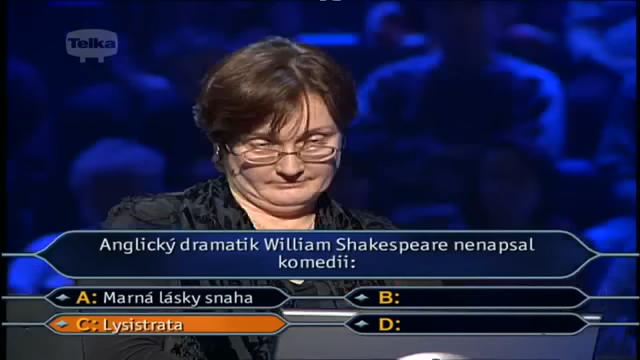 Telka
Anglický dramatik William Shakespeare nenapsal
komedii:
A: Marná lásky snaha
B:
C: Lysistrata
D: